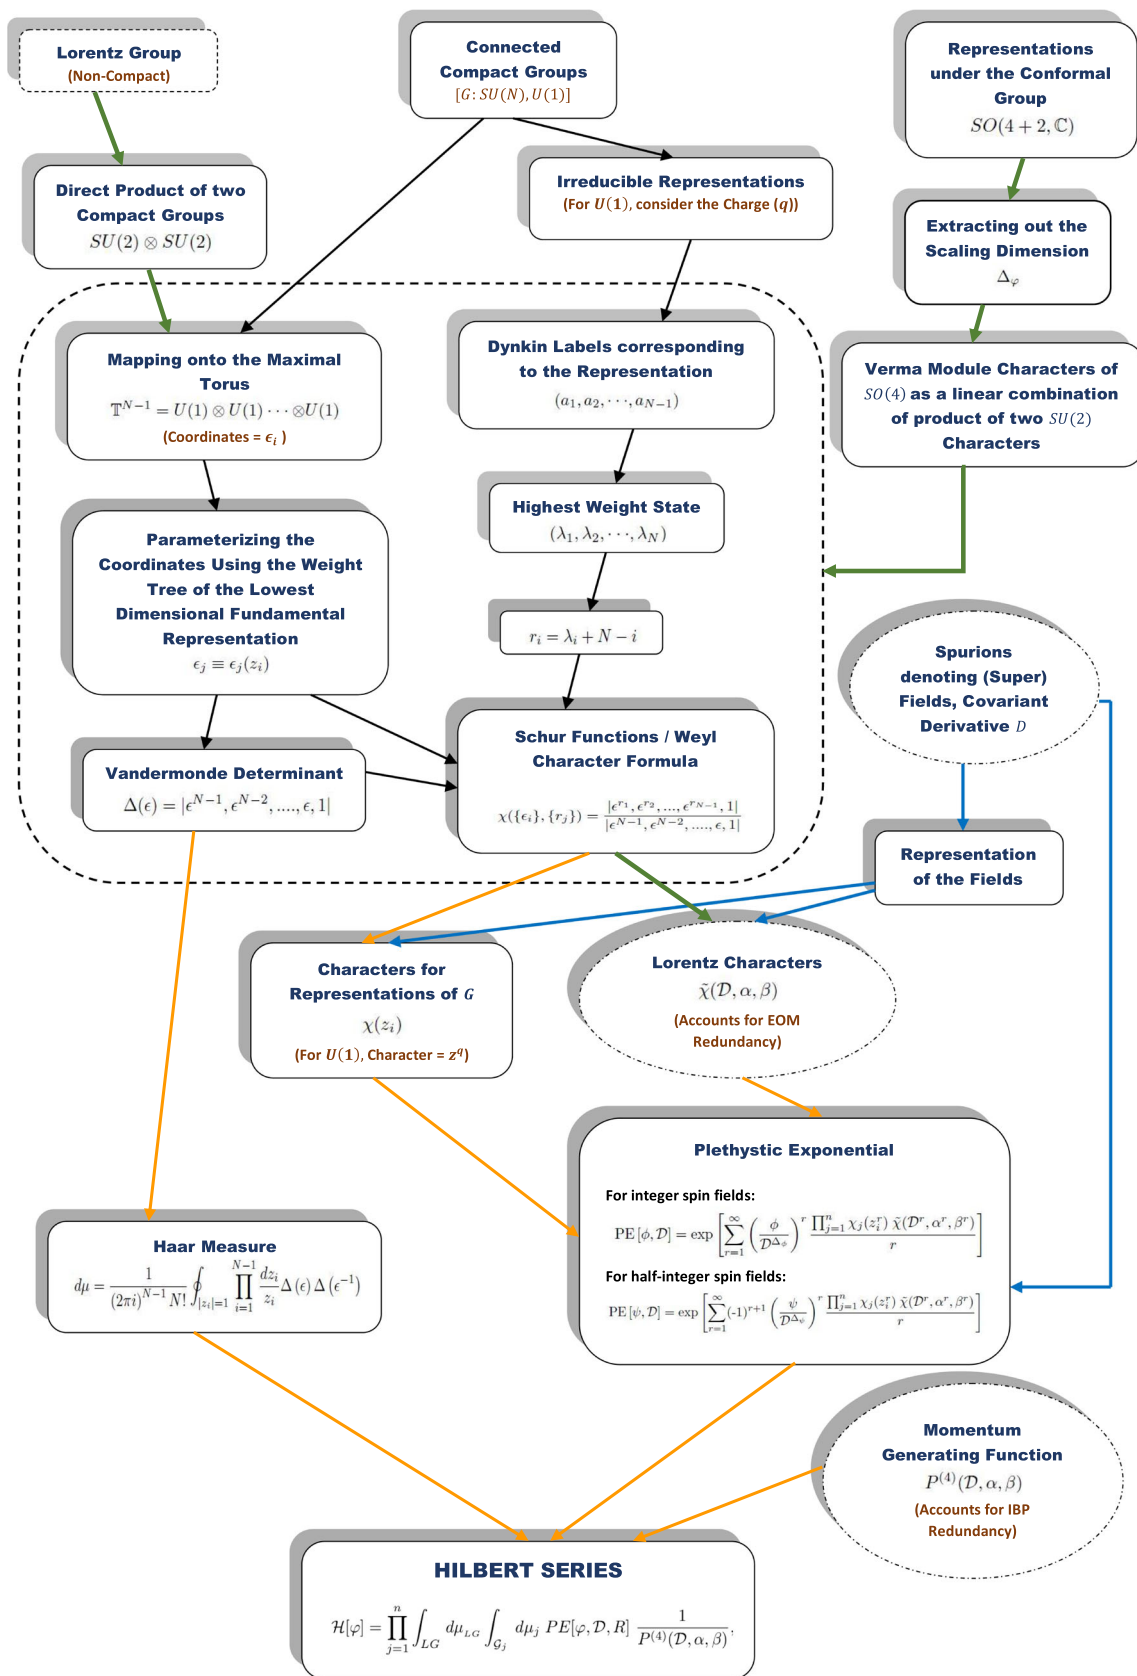 Lorentz Group
(Non-Compact)
Connected
Compact Groups
[G: SU(N), U(1)]
Representations
under the Conformal
Group
SO(4 + 2, ℂ)
Direct Product of two
Compact Groups
SU(2) ⊗ SU(2)
Irreducible Representations
(For U(1), consider the Charge (q))
Extracting out the
Scaling Dimension
Δ_φ
Mapping onto the Maximal
Torus
𝕋^{N−1} = U(1) ⊗ U(1) ··· ⊗U(1)
(Coordinates = ϵ_i )
Dynkin Labels corresponding
to the Representation
(a_1, a_2, ···, a_{N−1})
Verma Module Characters of
SO(4) as a linear combination
of product of two SU(2)
Characters
Parameterizing the
Coordinates Using the Weight
Tree of the Lowest
Dimensional Fundamental
Representation
ϵ_j ≡ ϵ_j(z_i)
Highest Weight State
(λ_1, λ_2, ···, λ_N)
r_i = λ_i + N − i
Spurions
denoting (Super)
Fields, Covariant
Derivative D
Vandermonde Determinant
Δ(ϵ) = |ϵ^{N−1}, ϵ^{N−2}, ...., ϵ, 1|
Schur Functions / Weyl
Character Formula
χ({ϵ_i}, {r_j}) = |ϵ^{r_1}, ϵ^{r_2}, ..., ϵ^{r_{N−1}}, 1| / |ϵ^{N−1}, ϵ^{N−2}, ...., ϵ, 1|
Representation
of the Fields
Characters for
Representations of G
χ(z_i)
(For U(1), Character = z^q)
Lorentz Characters
χ̃(𝒟, α, β)
(Accounts for EOM
Redundancy)
Plethystic Exponential
For integer spin fields:
PE [ϕ, 𝒟] = exp [ ∑_{r=1}^{∞} (ϕ / 𝒟^{Δ_ϕ})^r ∏_{j=1}^{n} χ_j(z_i^r) χ̃(𝒟^r, α^r, β^r) / r ]
For half-integer spin fields:
PE [ψ, 𝒟] = exp [ ∑_{r=1}^{∞} (-1)^{r+1} (ψ / 𝒟^{Δ_ψ})^r ∏_{j=1}^{n} χ_j(z_i^r) χ̃(𝒟^r, α^r, β^r) / r ]
Haar Measure
dμ = 1 / ((2πi)^{N−1} N!) ∮_{|z_i|=1} ∏_{i=1}^{N−1} dz_i / z_i Δ (ϵ) Δ (ϵ^{−1})
Momentum
Generating Function
P^{(4)}(𝒟, α, β)
(Accounts for IBP
Redundancy)
HILBERT SERIES
ℋ[φ] = ∏_{j=1}^{n} ∫_{LG} dμ_{LG} ∫_{𝒢_j} dμ_j PE[φ, 𝒟, R] 1 / P^{(4)}(𝒟, α, β),